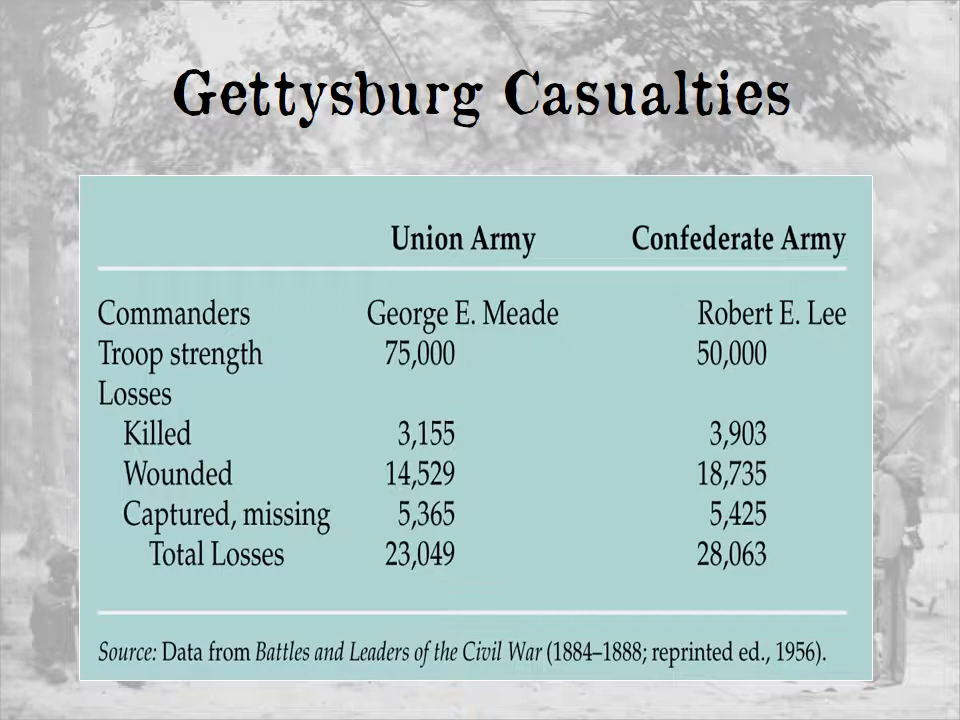 Gettysburg Casualties
Union Army Confederate Army
Commanders George E. Meade Robert E. Lee
Troop strength 75,000 50,000
Losses
Killed 3,155 3,903
Wounded 14,529 18,735
Captured, missing 5,365 5,425
Total Losses 23,049 28,063
Source: Data from Battles and Leaders of the Civil War (1884–1888; reprinted ed., 1956).